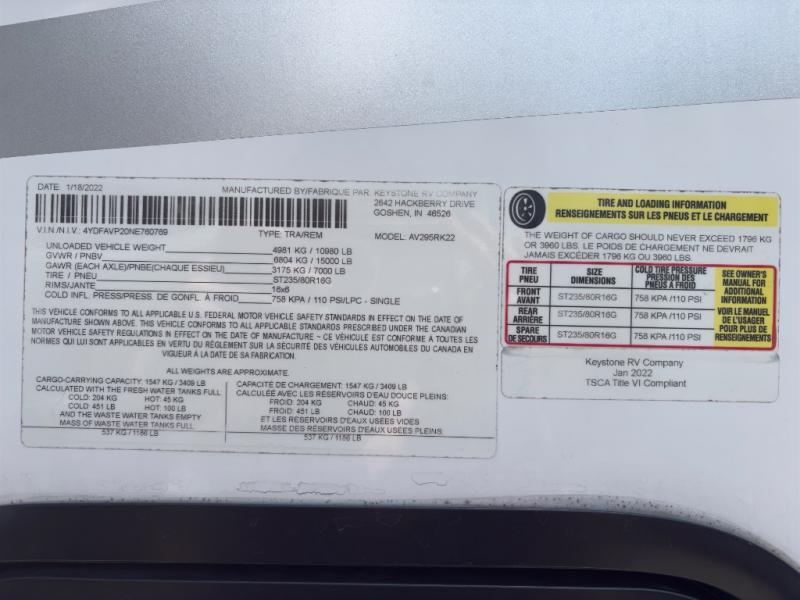 DATE: 1/18/2022
MANUFACTURED BY/FABRIQUE PAR: KEYSTONE RV COMPANY
2642 HACKBERRY DRIVE
GOSHEN, IN 46526
V.I.N./N.I.V.: 4YDFAVP20NE760769
TYPE: TRA/REM
MODEL: AV295RK22
UNLOADED VEHICLE WEIGHT 4981 KG / 10980 LB
GVWR / PNBV 6804 KG / 15000 LB
GAWR (EACH AXLE)/PNBE(CHAQUE ESSIEU) 3175 KG / 7000 LB
TIRE / PNEU ST235/80R16G
RIMS/JANTE 16x6
COLD INFL. PRESS/PRESS. DE GONFL. À FROID 758 KPA / 110 PSI/LPC - SINGLE
THIS VEHICLE CONFORMS TO ALL APPLICABLE U.S. FEDERAL MOTOR VEHICLE SAFETY STANDARDS IN EFFECT ON THE DATE OF
MANUFACTURE SHOWN ABOVE. THIS VEHICLE CONFORMS TO ALL APPLICABLE STANDARDS PRESCRIBED UNDER THE CANADIAN
MOTOR VEHICLE SAFETY REGULATIONS IN EFFECT ON THE DATE OF MANUFACTURE ~ CE VÉHICULE EST CONFORME A TOUTES LES
NORMES QUI LUI SONT APPLICABLES EN VERTU DU RÈGLEMENT SUR LA SÉCURITÉ DES VÉHICULES AUTOMOBILES DU CANADA EN
VIGUEUR À LA DATE DE SA FABRICATION.
ALL WEIGHTS ARE APPROXIMATE.
CARGO-CARRYING CAPACITY: 1547 KG / 3409 LB
CALCULATED WITH THE FRESH WATER TANKS FULL
COLD: 204 KG HOT: 45 KG
COLD: 451 LB HOT: 100 LB
AND THE WASTE WATER TANKS EMPTY
MASS OF WASTE WATER TANKS FULL
537 KG / 1186 LB
CAPACITÉ DE CHARGEMENT: 1547 KG / 3409 LB
CALCULÉE AVEC LES RÉSERVOIRS D'EAU DOUCE PLEINS:
FROID: 204 KG CHAUD: 45 KG
FROID: 451 LB CHAUD: 100 LB
ET LES RÉSERVOIRS D'EAUX USÉES VIDES
MASSE DES RÉSERVOIRS D'EAUX USÉES PLEINS:
537 KG / 1186 LB
TIRE AND LOADING INFORMATION
RENSEIGNEMENTS SUR LES PNEUS ET LE CHARGEMENT
THE WEIGHT OF CARGO SHOULD NEVER EXCEED 1796 KG
OR 3960 LBS. LE POIDS DE CHARGEMENT NE DEVRAIT
JAMAIS EXCÉDER 1796 KG OU 3960 LBS.
TIRE
PNEU
SIZE
DIMENSIONS
COLD TIRE PRESSURE
PRESSION DES
PNEUS A FROID
FRONT
AVANT
ST235/80R16G
758 KPA /110 PSI
REAR
ARRIÈRE
ST235/80R16G
758 KPA /110 PSI
SPARE
DE SECOURS
ST235/80R16G
758 KPA /110 PSI
SEE OWNER'S
MANUAL FOR
ADDITIONAL
INFORMATION
VOIR LE MANUEL
DE L'USAGER
POUR PLUS DE
RENSEIGNEMENTS
Keystone RV Company
Jan 2022
TSCA Title VI Compliant